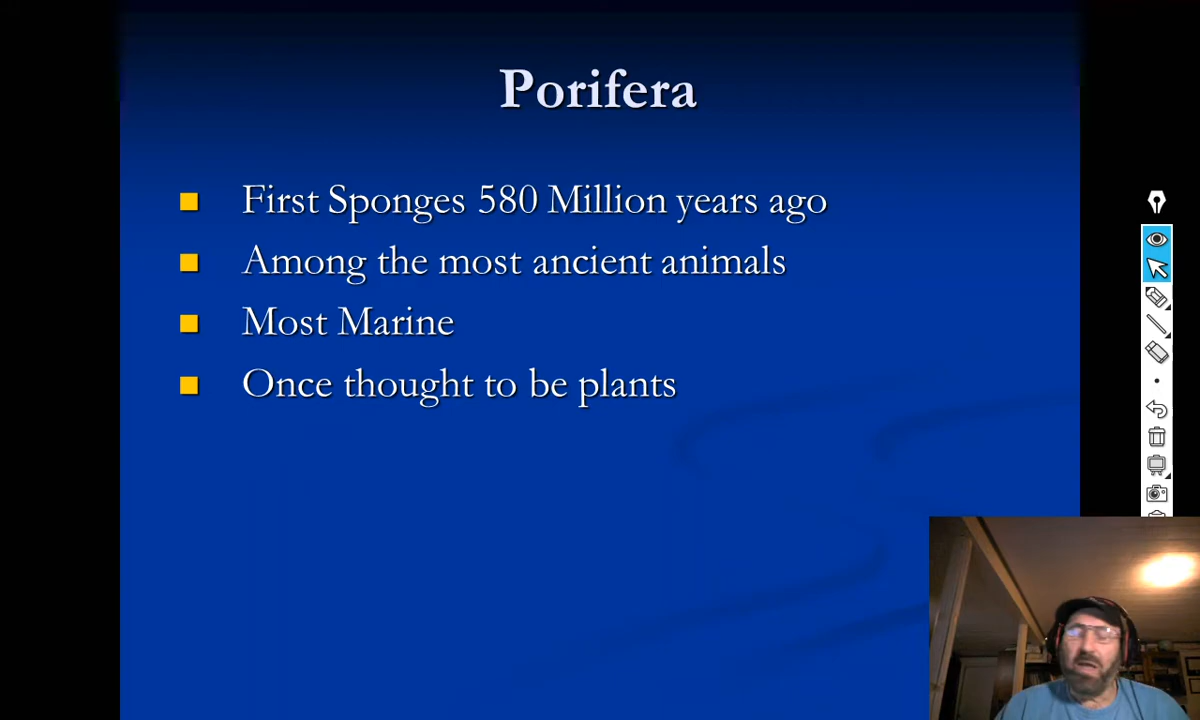 Porifera
First Sponges 580 Million years ago
Among the most ancient animals
Most Marine
Once thought to be plants